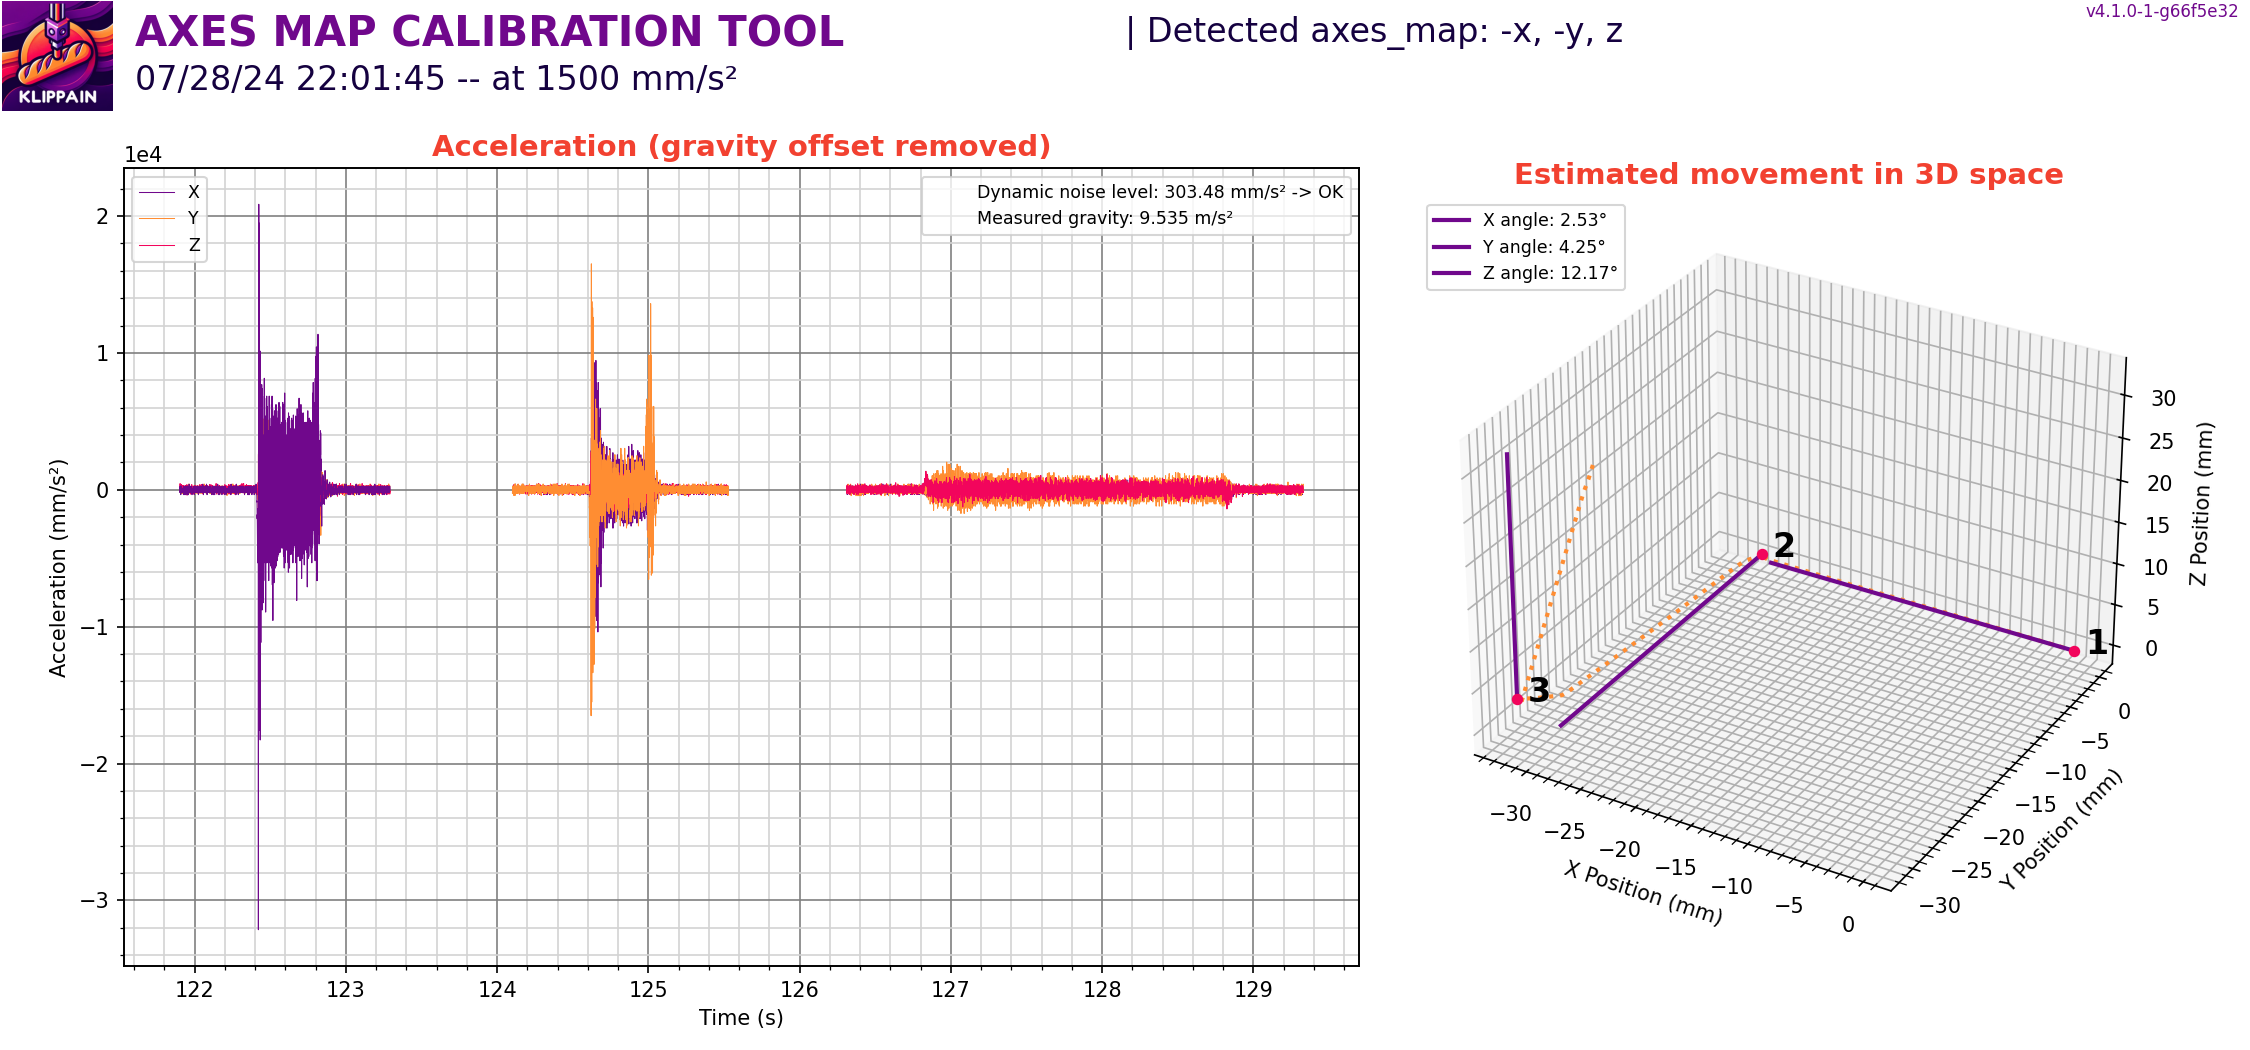 KLIPPAIN
AXES MAP CALIBRATION TOOL
07/28/24 22:01:45 -- at 1500 mm/s²
| Detected axes_map: -x, -y, z
v4.1.0-1-g66f5e32
Acceleration (gravity offset removed)
1e4
X
Y
Z
Dynamic noise level: 303.48 mm/s² -> OK
Measured gravity: 9.535 m/s²
Acceleration (mm/s²)
2
1
0
−1
−2
−3
122 123 124 125 126 127 128 129
Time (s)
Estimated movement in 3D space
X angle: 2.53°
Y angle: 4.25°
Z angle: 12.17°
1
2
3
−30 −25 −20 −15 −10 −5 0
X Position (mm)
−30 −25 −20 −15 −10 −5 0
Y Position (mm)
30
25
20
15
10
5
0
Z Position (mm)